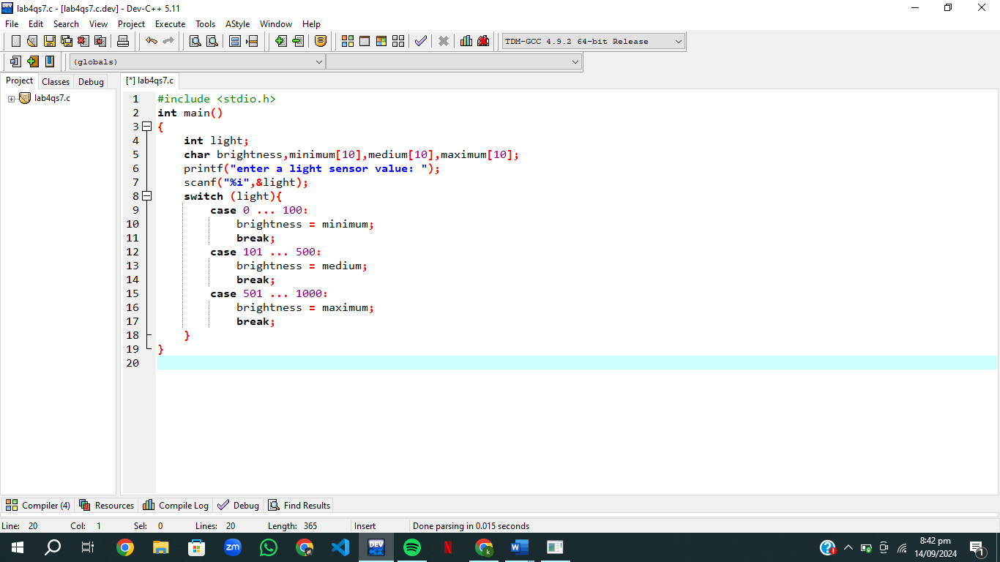 lab4qs7.c - [lab4qs7.c.dev] - Dev-C++ 5.11
File Edit Search View Project Execute Tools AStyle Window Help
TDM-GCC 4.9.2 64-bit Release
(globals)
Project Classes Debug
[*] lab4qs7.c
lab4qs7.c
1 #include <stdio.h>
2 int main()
3 {
4 int light;
5 char brightness,minimum[10],medium[10],maximum[10];
6 printf("enter a light sensor value: ");
7 scanf("%i",&light);
8 switch (light){
9 case 0 ... 100:
10 brightness = minimum;
11 break;
12 case 101 ... 500:
13 brightness = medium;
14 break;
15 case 501 ... 1000:
16 brightness = maximum;
17 break;
18 }
19 }
20
Compiler (4) Resources Compile Log Debug Find Results
Line: 20 Col: 1 Sel: 0 Lines: 20 Length: 365 Insert Done parsing in 0.015 seconds
DEV
zm
DEV
C++
N
k
W
8:42 pm
14/09/2024
1